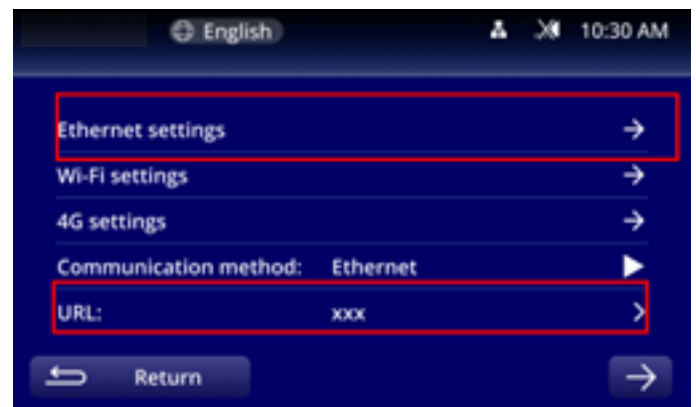 English 10:30 AM
Ethernet settings
Wi-Fi settings
4G settings
Communication method: Ethernet
URL: xxx
Return